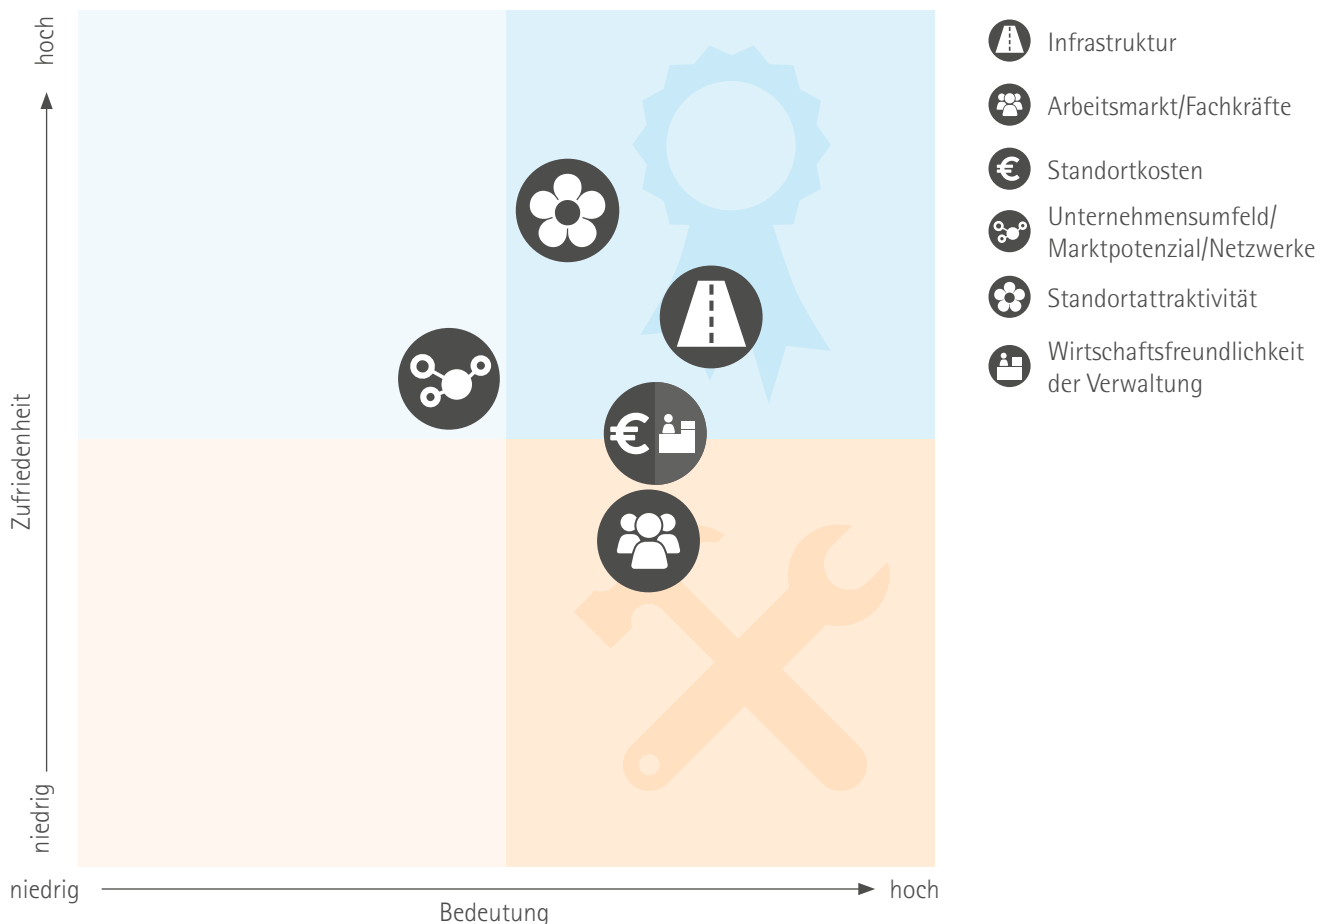 hoch
Zufriedenheit
niedrig
niedrig
hoch
Bedeutung
Infrastruktur
Arbeitsmarkt/Fachkräfte
Standortkosten
Unternehmensumfeld/
Marktpotenzial/Netzwerke
Standortattraktivität
Wirtschaftsfreundlichkeit
der Verwaltung